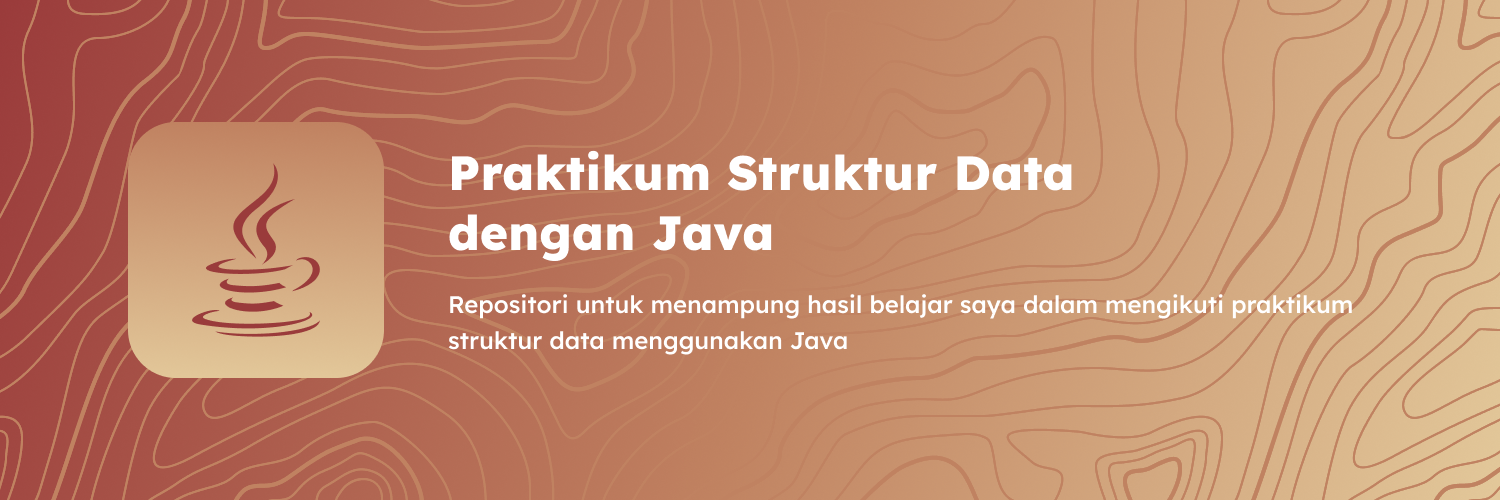 Praktikum Struktur Data
dengan Java
Repositori untuk menampung hasil belajar saya dalam mengikuti praktikum
struktur data menggunakan Java